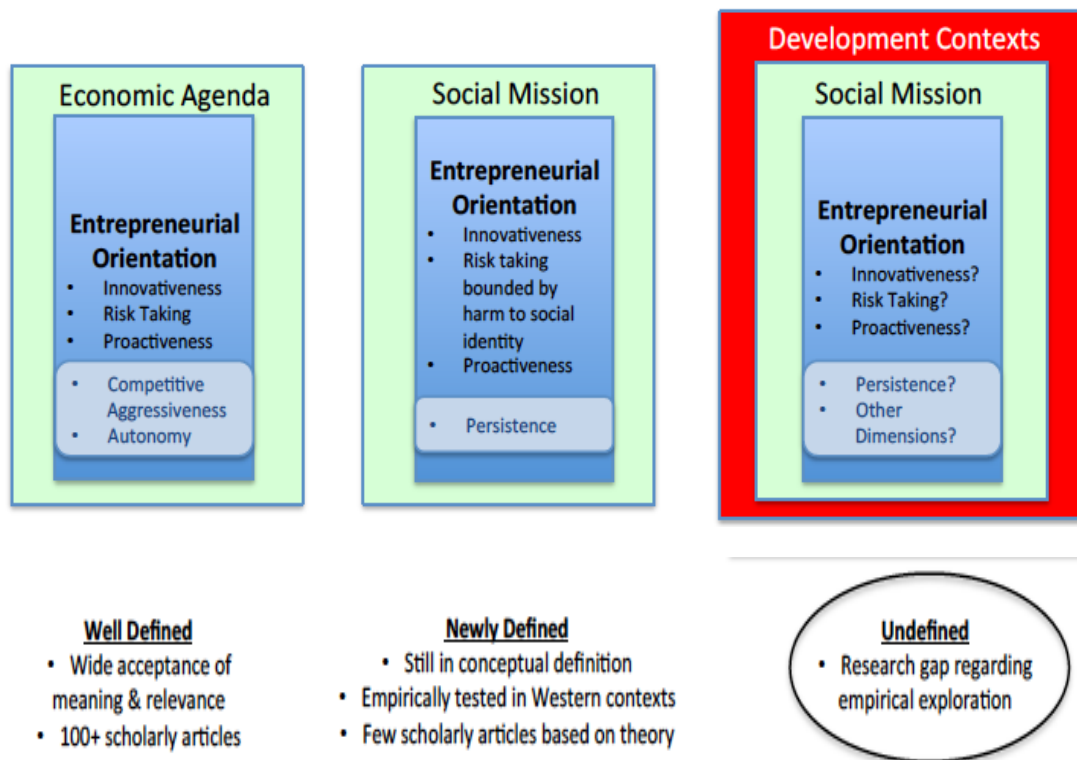 Economic Agenda
Entrepreneurial
Orientation
• Innovativeness
• Risk Taking
• Proactiveness
• Competitive
Aggressiveness
• Autonomy
Social Mission
Entrepreneurial
Orientation
• Innovativeness
• Risk taking
bounded by
harm to social
identity
• Proactiveness
• Persistence
Development Contexts
Social Mission
Entrepreneurial
Orientation
• Innovativeness?
• Risk Taking?
• Proactiveness?
• Persistence?
• Other
Dimensions?
Well Defined
• Wide acceptance of
meaning & relevance
• 100+ scholarly articles
Newly Defined
• Still in conceptual definition
• Empirically tested in Western contexts
• Few scholarly articles based on theory
Undefined
• Research gap regarding
empirical exploration